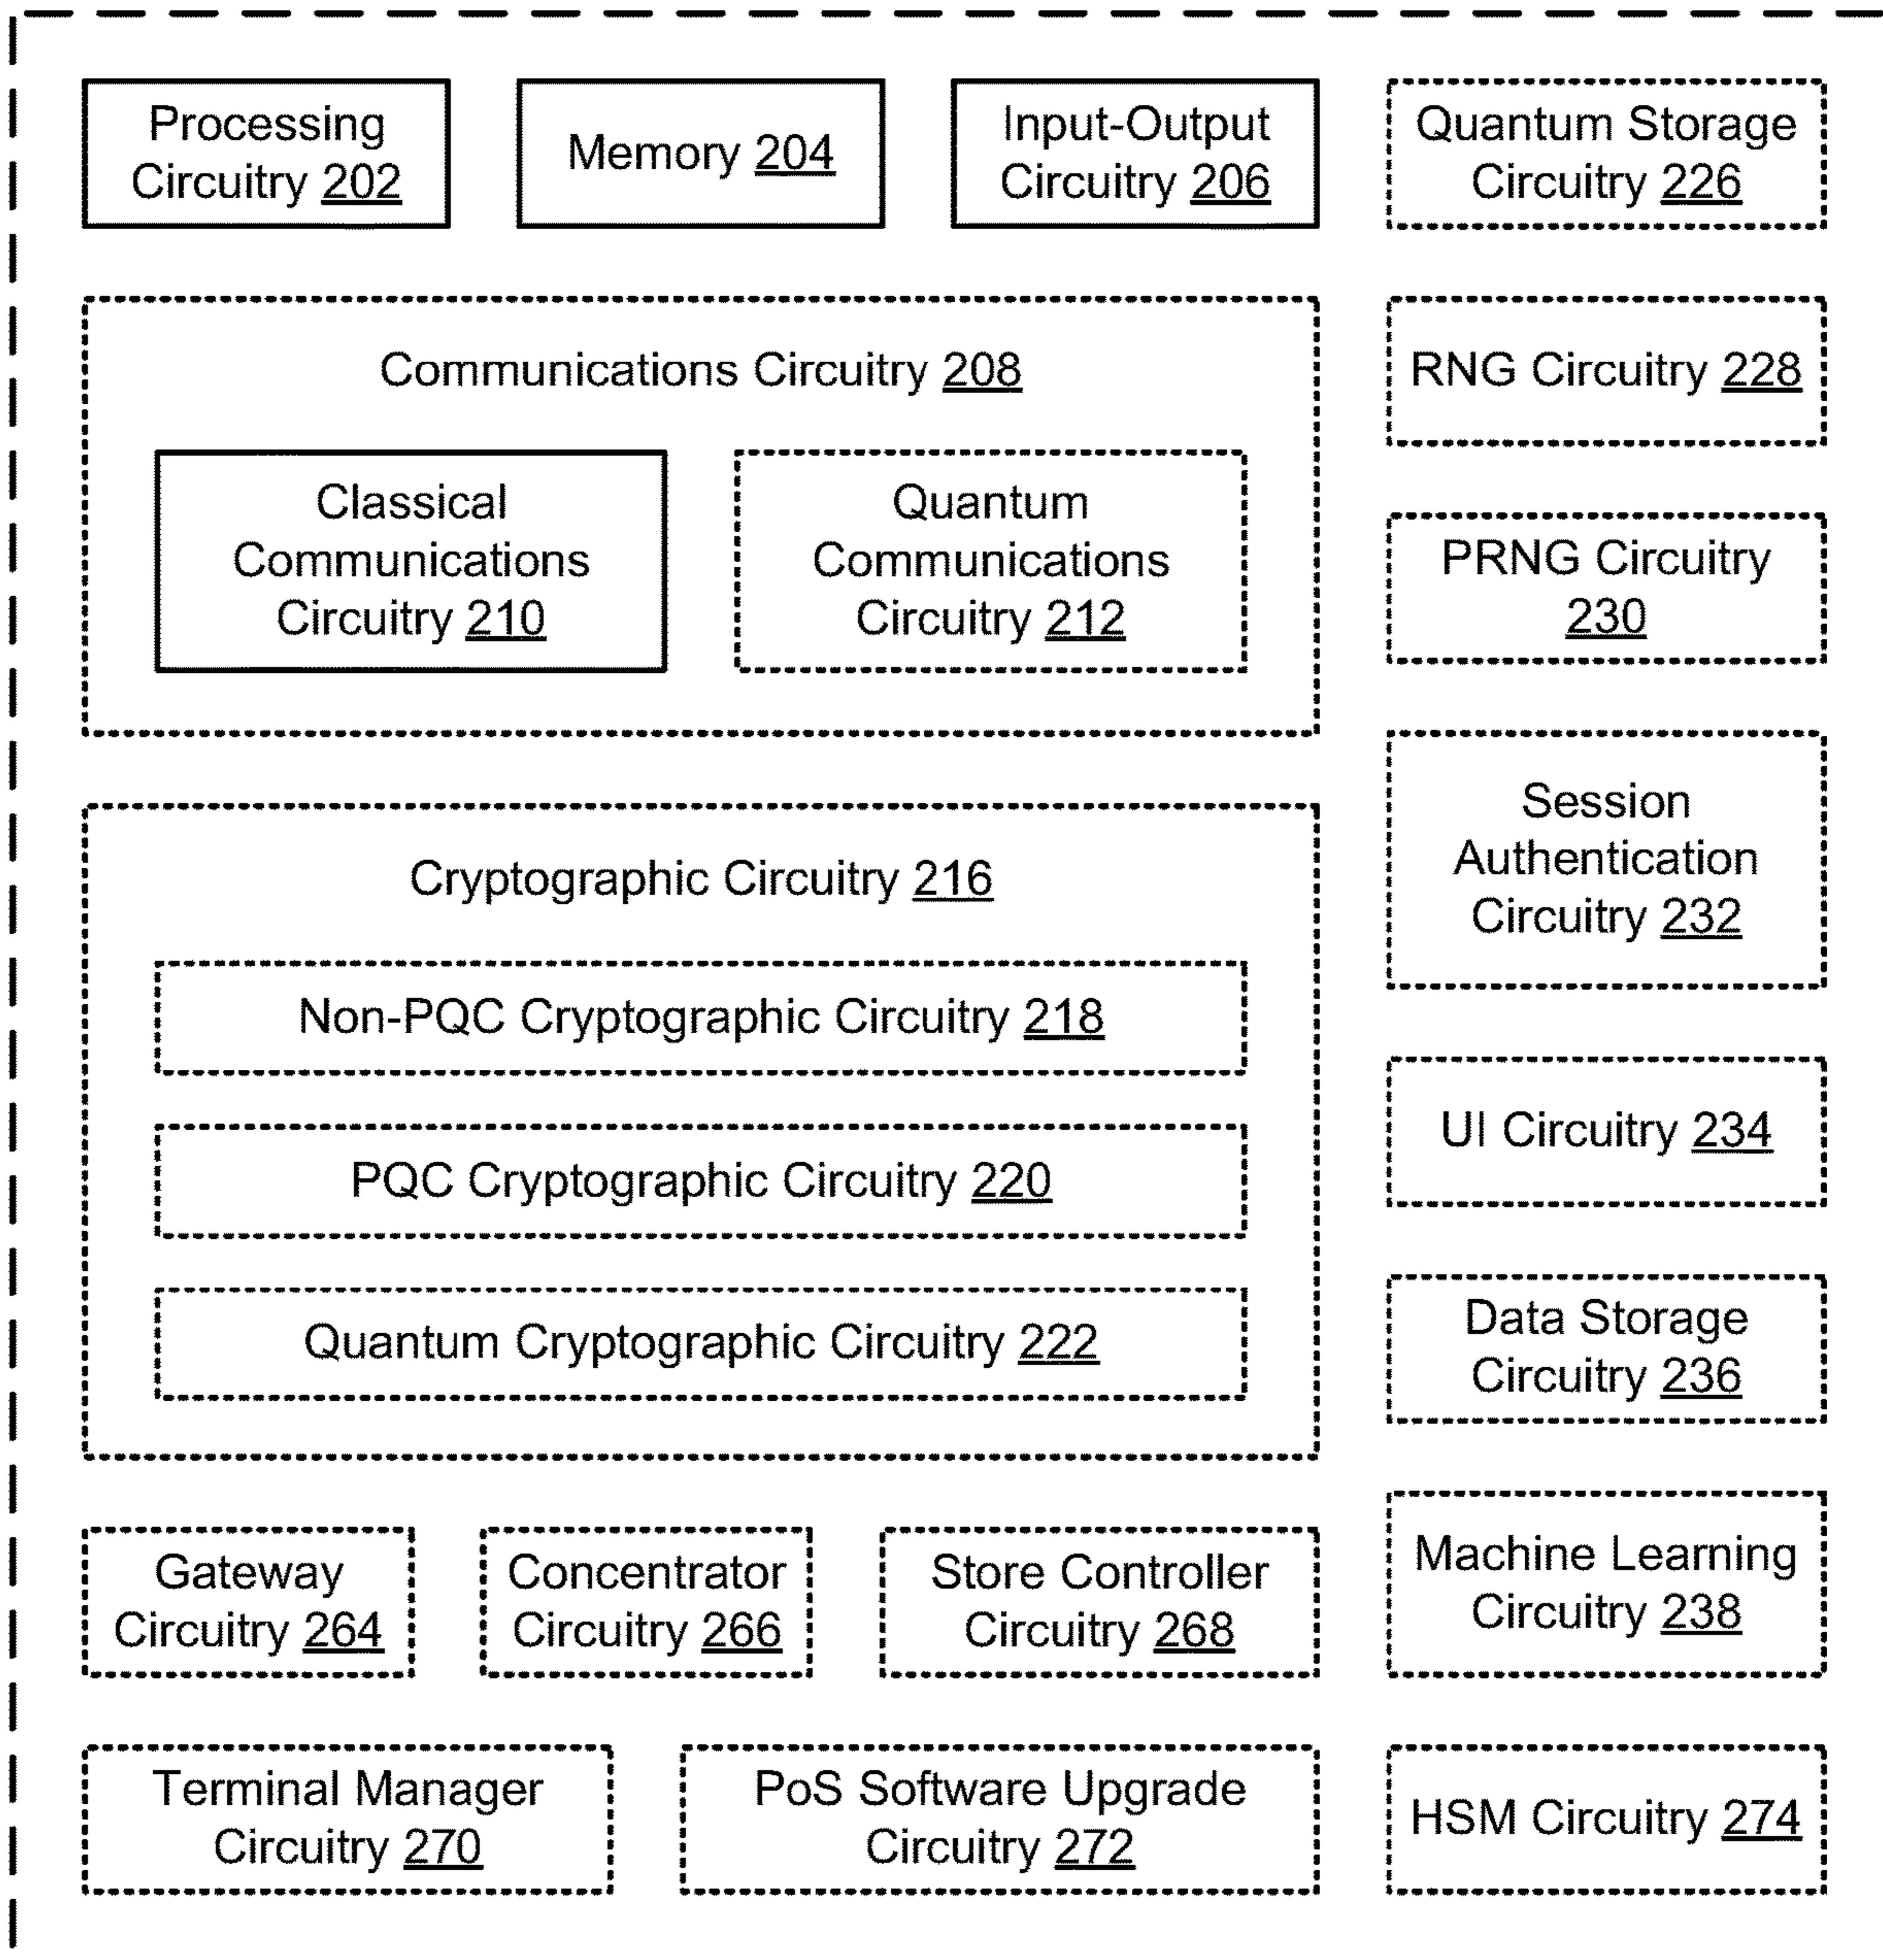 Processing
Circuitry 202
Memory 204
Input-Output
Circuitry 206
Quantum Storage
Circuitry 226
Communications Circuitry 208
Classical
Communications
Circuitry 210
Quantum
Communications
Circuitry 212
RNG Circuitry 228
PRNG Circuitry
230
Cryptographic Circuitry 216
Non-PQC Cryptographic Circuitry 218
PQC Cryptographic Circuitry 220
Quantum Cryptographic Circuitry 222
Session
Authentication
Circuitry 232
UI Circuitry 234
Data Storage
Circuitry 236
Gateway
Circuitry 264
Concentrator
Circuitry 266
Store Controller
Circuitry 268
Machine Learning
Circuitry 238
Terminal Manager
Circuitry 270
PoS Software Upgrade
Circuitry 272
HSM Circuitry 274